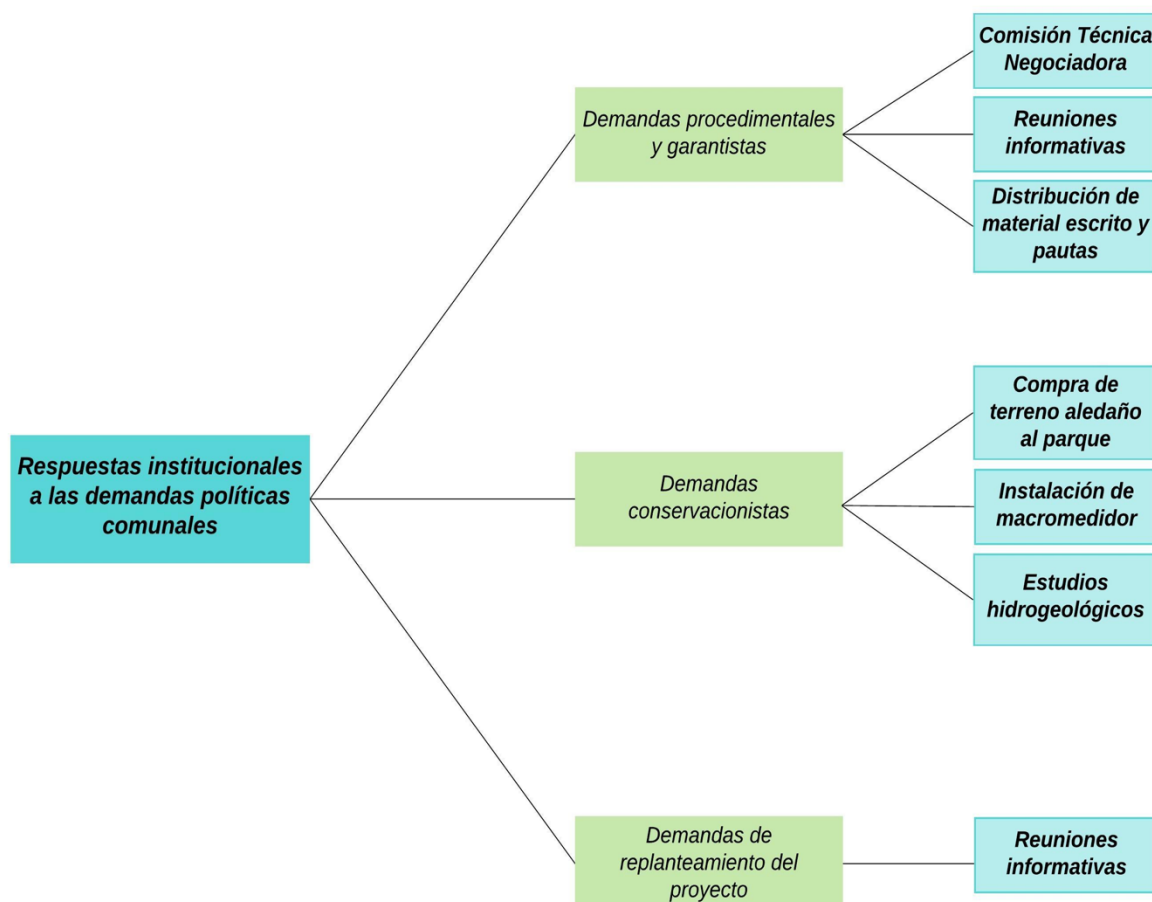 Respuestas institucionales
a las demandas políticas
comunales
Demandas procedimentales
y garantistas
Comisión Técnica
Negociadora
Reuniones
informativas
Distribución de
material escrito y
pautas
Demandas
conservacionistas
Compra de
terreno aledaño
al parque
Instalación de
macromedidor
Estudios
hidrogeológicos
Demandas de
replanteamiento del
proyecto
Reuniones
informativas